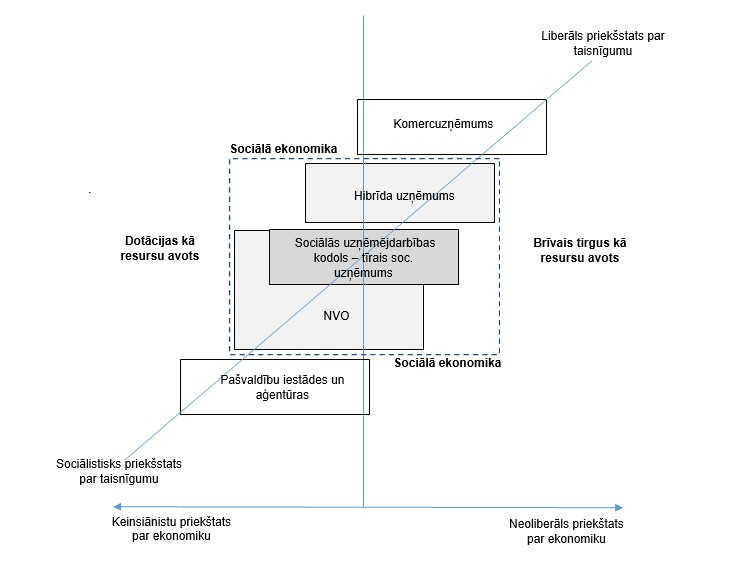 Liberāls priekšstats par
taisnīgumu
Komercuzņēmums
Sociālā ekonomika
Hibrīda uzņēmums
Dotācijas kā
resursu avots
Sociālās uzņēmējdarbības
kodols – tīrais soc.
uzņēmums
Brīvais tirgus kā
resursu avots
NVO
Sociālā ekonomika
Pašvaldību iestādes un
aģentūras
Sociālistisks priekšstats
par taisnīgumu
Keinsiānistu priekštats
par ekonomiku
Neoliberāls priekštats
par ekonomiku